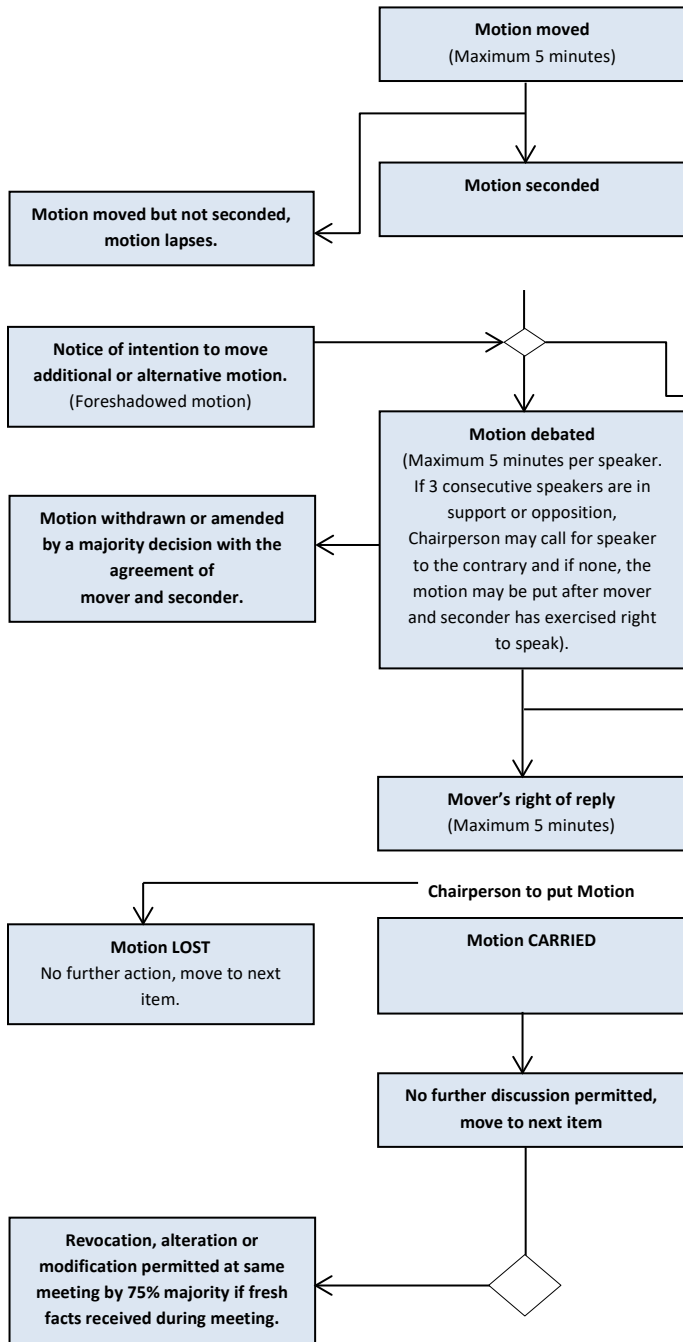 Motion moved
(Maximum 5 minutes)
Motion seconded
Motion moved but not seconded,
motion lapses.
Notice of intention to move
additional or alternative motion.
(Foreshadowed motion)
Motion debated
(Maximum 5 minutes per speaker.
If 3 consecutive speakers are in
support or opposition,
Chairperson may call for speaker
to the contrary and if none, the
motion may be put after mover
and seconder has exercised right
to speak).
Motion withdrawn or amended
by a majority decision with the
agreement of
mover and seconder.
Mover’s right of reply
(Maximum 5 minutes)
Chairperson to put Motion
Motion LOST
No further action, move to next
item.
Motion CARRIED
No further discussion permitted,
move to next item
Revocation, alteration or
modification permitted at same
meeting by 75% majority if fresh
facts received during meeting.